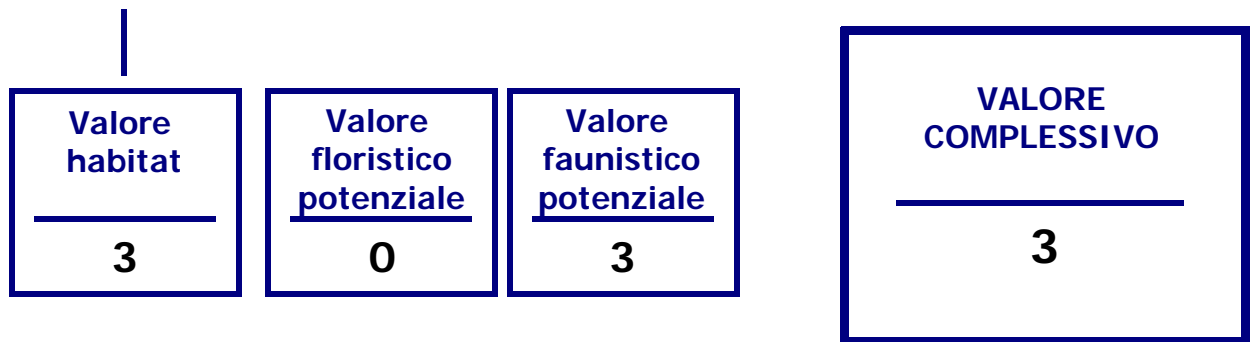 Valore
habitat
3
Valore
floristico
potenziale
0
Valore
faunistico
potenziale
3
VALORE
COMPLESSIVO
3